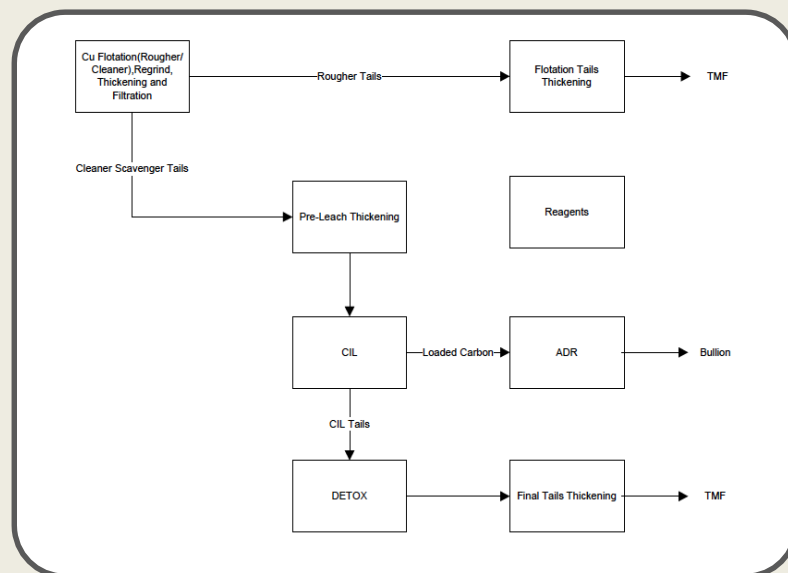 Cu Flotation(Rougher/
Cleaner),Regrind,
Thickening and
Filtration
Rougher Tails
Flotation Tails
Thickening
TMF
Cleaner Scavenger Tails
Pre-Leach Thickening
Reagents
CIL
Loaded Carbon
ADR
Bullion
CIL Tails
DETOX
Final Tails Thickening
TMF